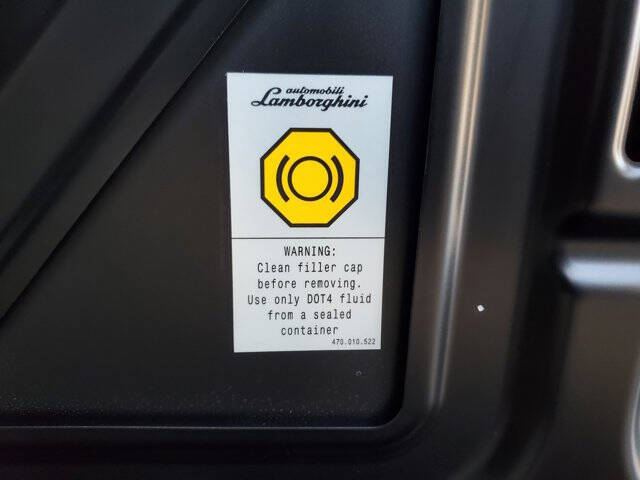 automobili
Lamborghini
WARNING:
Clean filler cap
before removing.
Use only DOT4 fluid
from a sealed
container
470.010.522